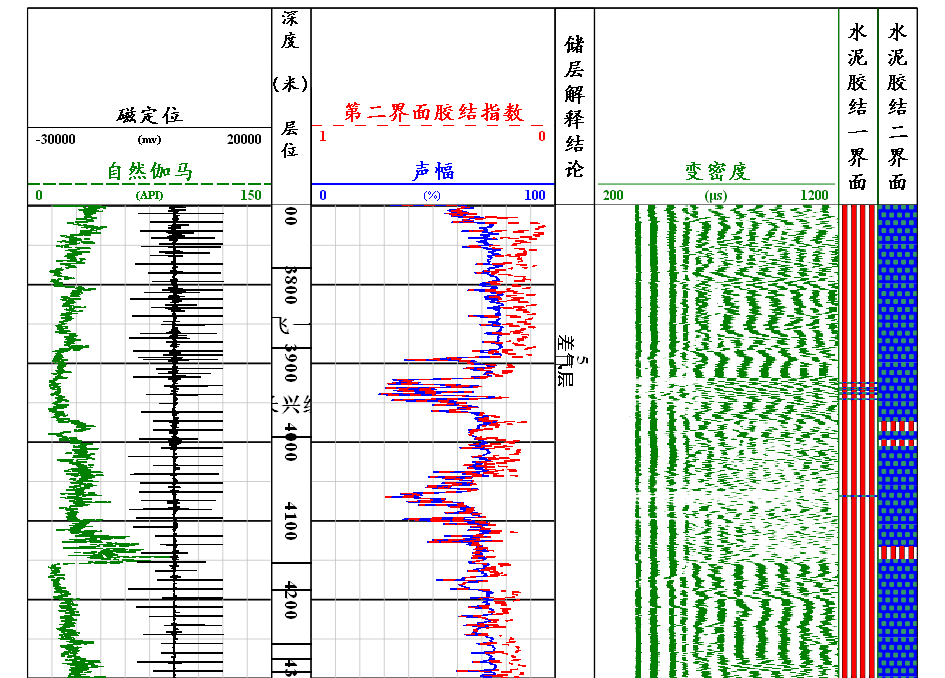 磁定位
-30000 (mv) 20000
自然伽马
0 (API) 150
深度
(米)
层位
第二界面胶结指数
1 0
声幅
0 (%) 100
储层解释结论
变密度
200 (μs) 1200
水泥胶结一界面
水泥胶结二界面
00
3800
飞一
3900
4000
4100
4200
43
5
差气层